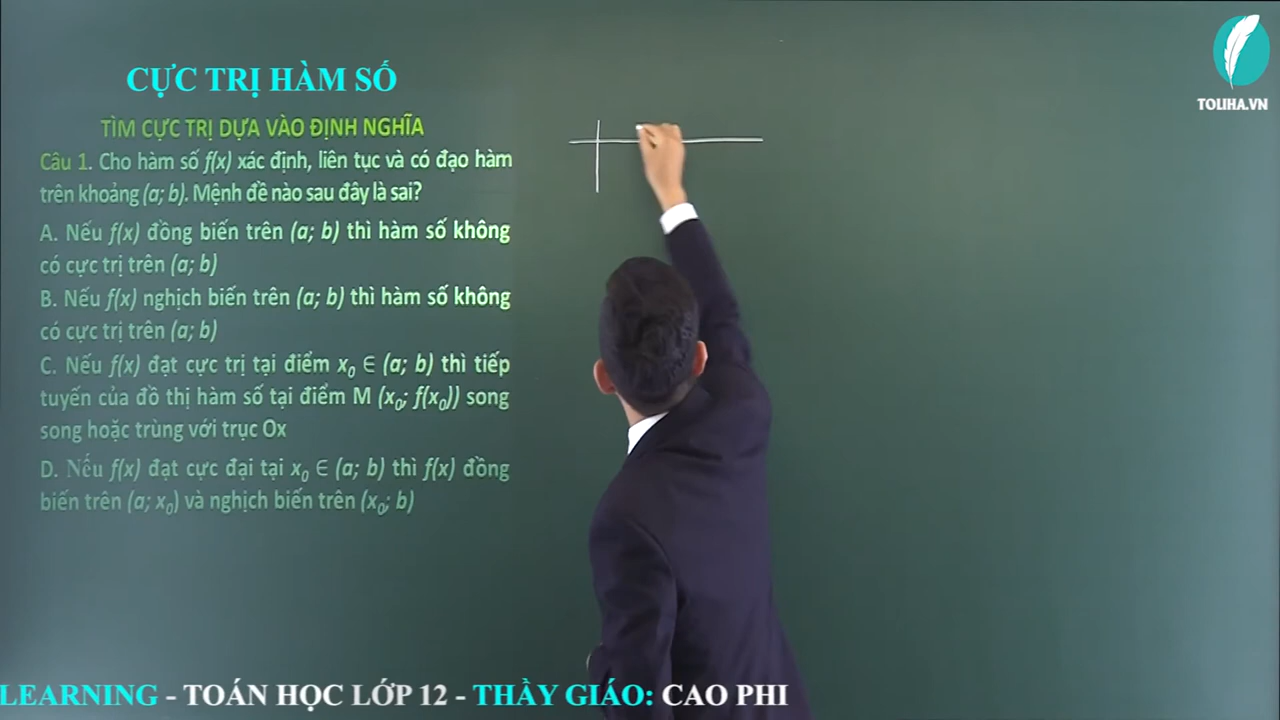 TOLIHA.VN
CỰC TRỊ HÀM SỐ
TÌM CỰC TRỊ DỰA VÀO ĐỊNH NGHĨA
Câu 1. Cho hàm số f(x) xác định, liên tục và có đạo hàm
trên khoảng (a; b). Mệnh đề nào sau đây là sai?
A. Nếu f(x) đồng biến trên (a; b) thì hàm số không
có cực trị trên (a; b)
B. Nếu f(x) nghịch biến trên (a; b) thì hàm số không
có cực trị trên (a; b)
C. Nếu f(x) đạt cực trị tại điểm x₀ ∈ (a; b) thì tiếp
tuyến của đồ thị hàm số tại điểm M (x₀; f(x₀)) song
song hoặc trùng với trục Ox
D. Nếu f(x) đạt cực đại tại x₀ ∈ (a; b) thì f(x) đồng
biến trên (a; x₀) và nghịch biến trên (x₀; b)
LEARNING - TOÁN HỌC LỚP 12 - THẦY GIÁO: CAO PHI